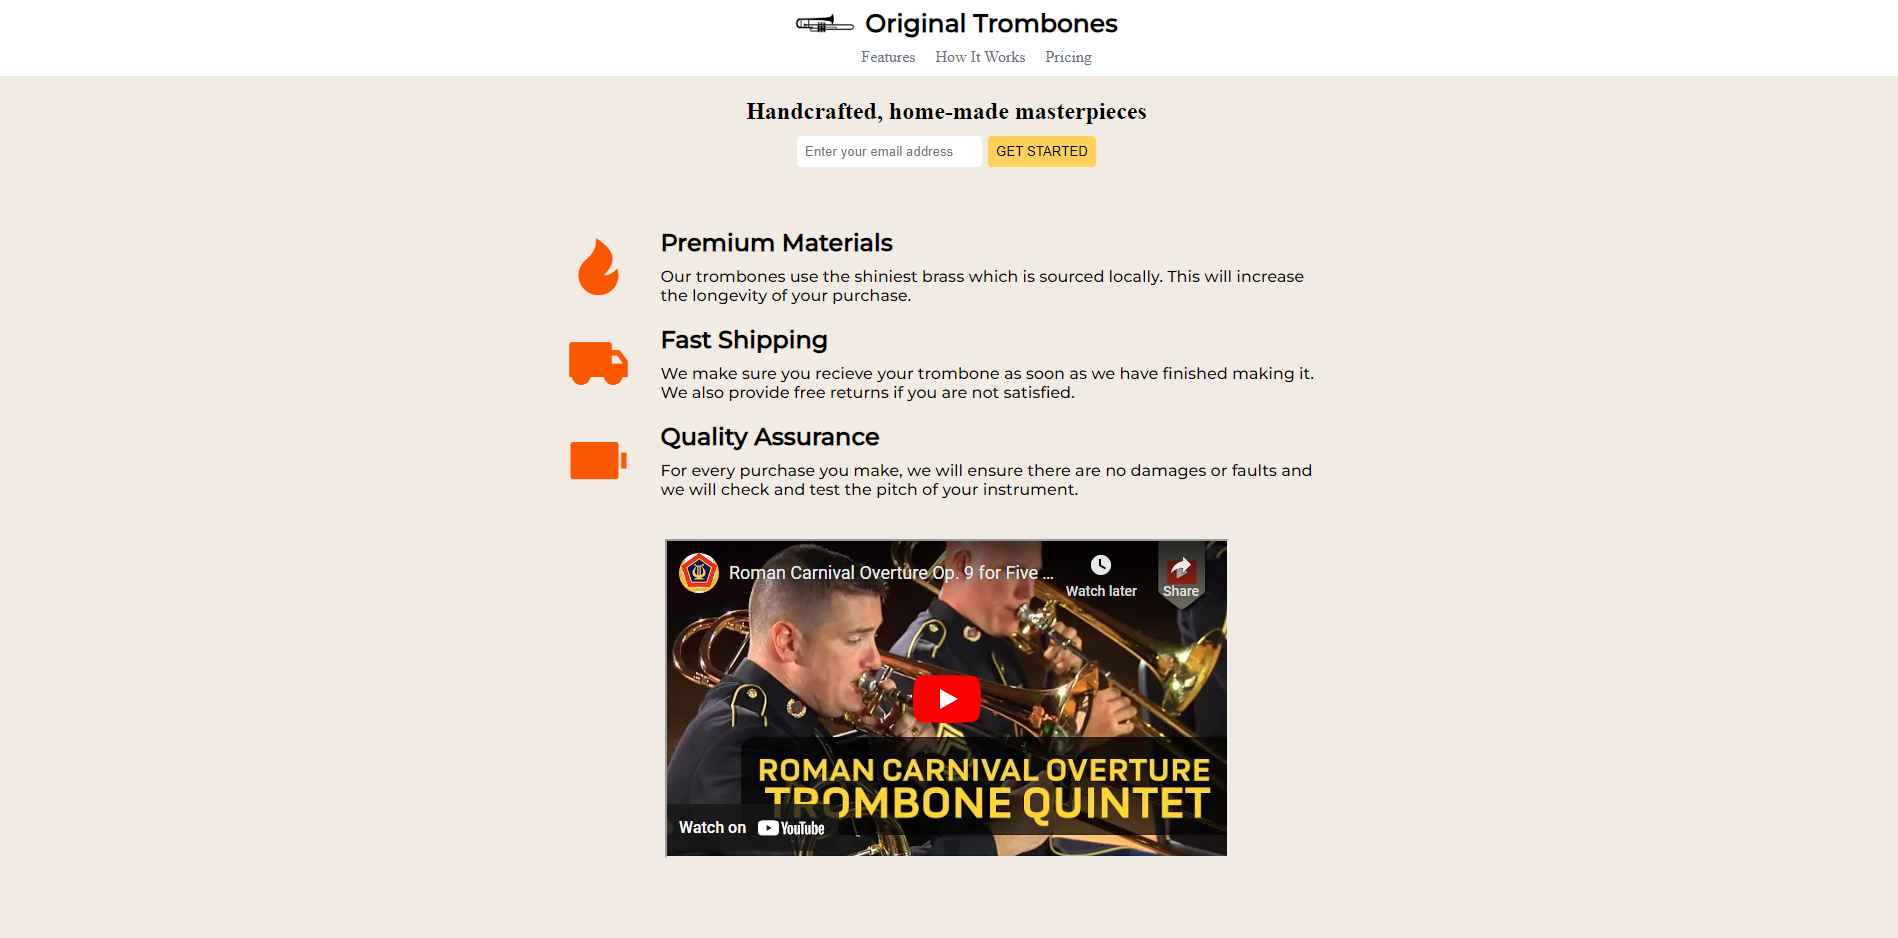 Original Trombones
Features How It Works Pricing
Handcrafted, home-made masterpieces
Enter your email address GET STARTED
Premium Materials
Our trombones use the shiniest brass which is sourced locally. This will increase
the longevity of your purchase.
Fast Shipping
We make sure you recieve your trombone as soon as we have finished making it.
We also provide free returns if you are not satisfied.
Quality Assurance
For every purchase you make, we will ensure there are no damages or faults and
we will check and test the pitch of your instrument.
Roman Carnival Overture Op. 9 for Five ...
Watch later Share
ROMAN CARNIVAL OVERTURE
TROMBONE QUINTET
Watch on YouTube